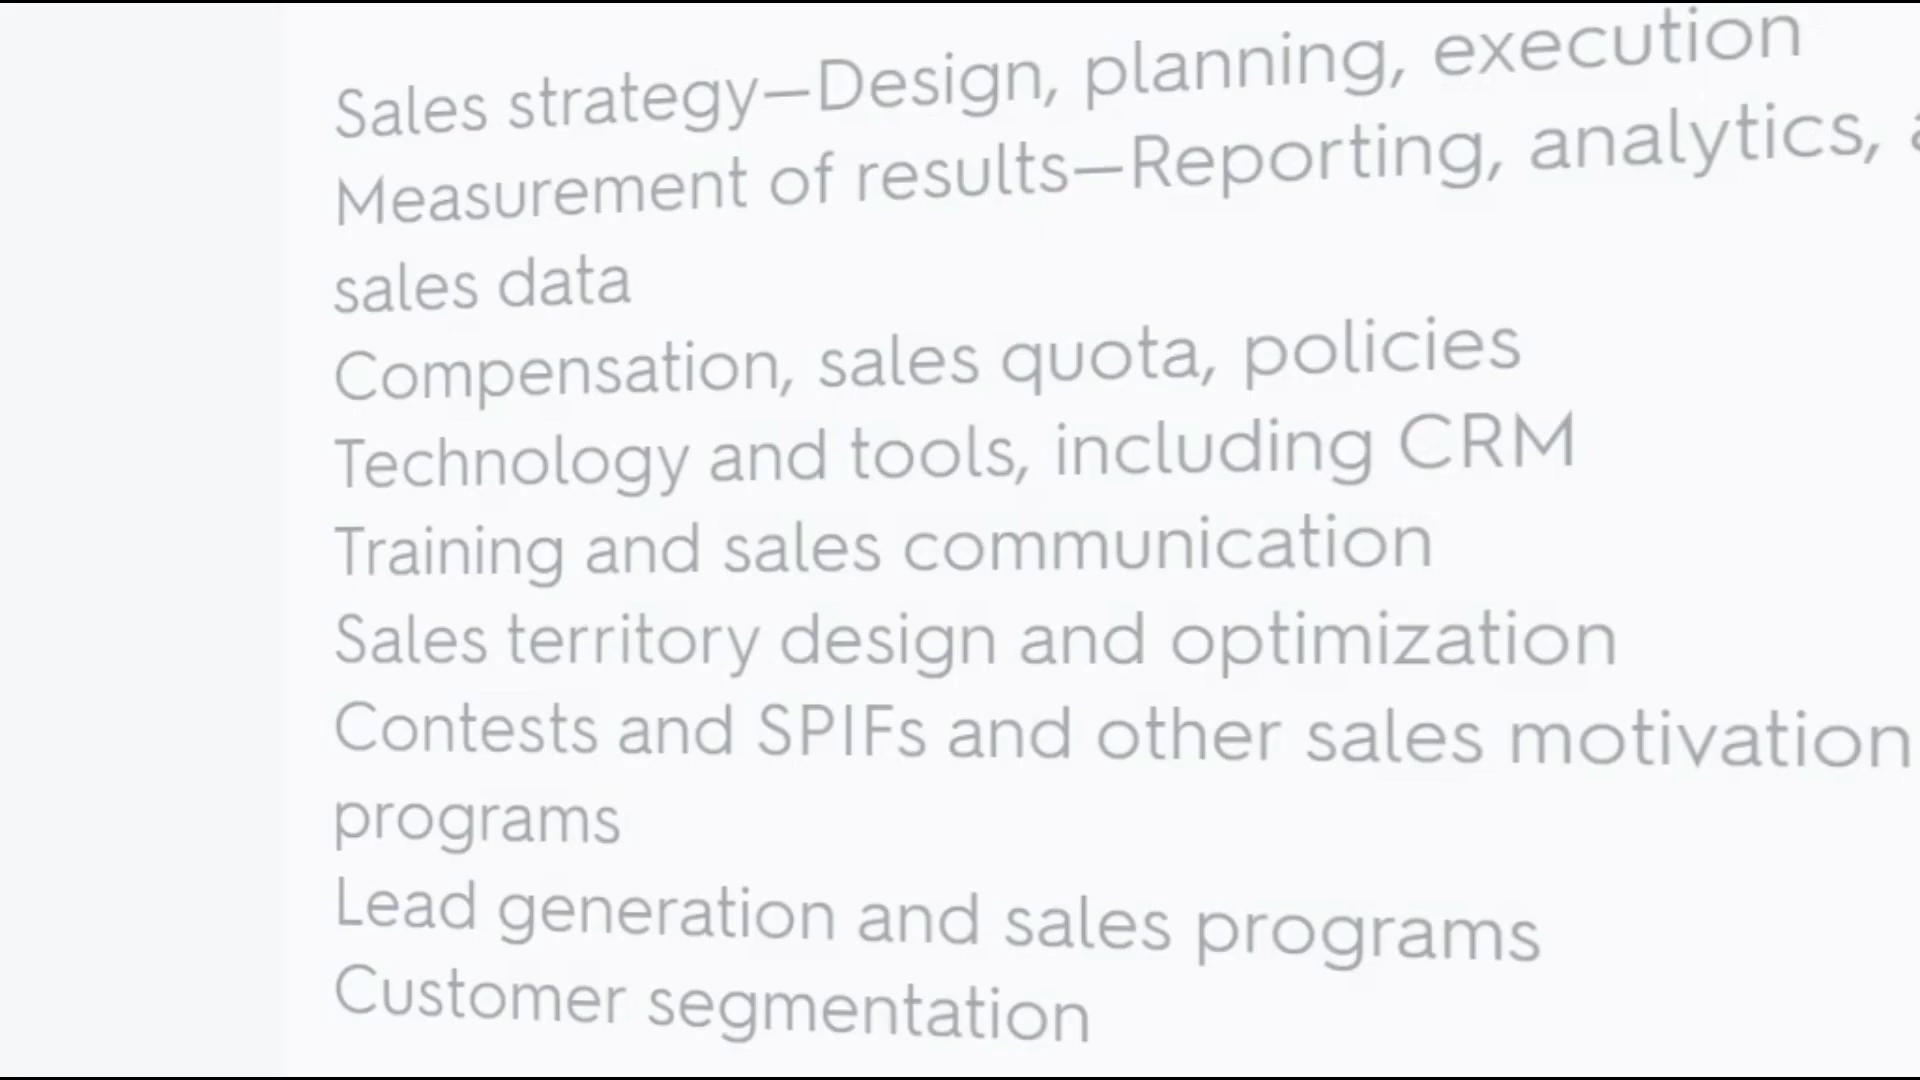 Sales strategy—Design, planning, execution
Measurement of results—Reporting, analytics,
sales data
Compensation, sales quota, policies
Technology and tools, including CRM
Training and sales communication
Sales territory design and optimization
Contests and SPIFs and other sales motivation
programs
Lead generation and sales programs
Customer segmentation